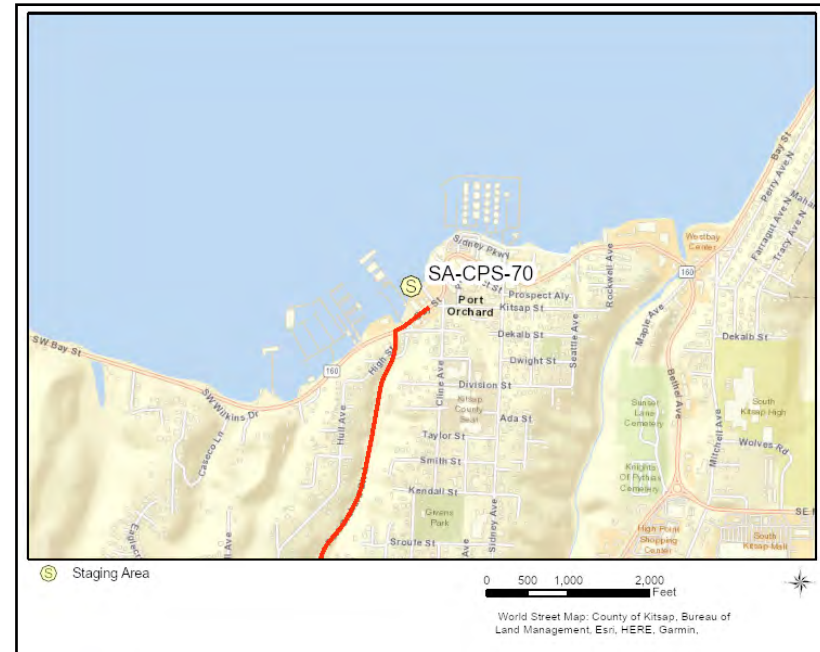 Bay St
Perry Ave N
Mahan
Farragut Ave N
Tracy Ave N
Westbay
Center
160
Sidney Pkwy
S
SA-CPS-70
St
Port
Orchard
Prospect Aly
Kitsap St
Rockwell Ave
Maple Ave
SW Bay St
High St
160
Dekalb St
Dwight St
Seattle Ave
Dekalb St
SW Wilkins Dr
Caseco Ln
Hull Ave
Cline Ave
Division St
Kitsap
County
Seat
Ada St
Taylor St
Smith St
Kendall St
Sidney Ave
Givens
Park
Sroufe St
Ave
Sunset
Lane
Cemetery
Bethel Ave
Mitchell Ave
South
Kitsap High
Wolves Rd
Knights
Of Pythias
Cemetery
High Point
Shopping
Center
SE
South
Kitsap Mall
S Staging Area
0 500 1,000 2,000
Feet
World Street Map: County of Kitsap, Bureau of
Land Management, Esri, HERE, Garmin,